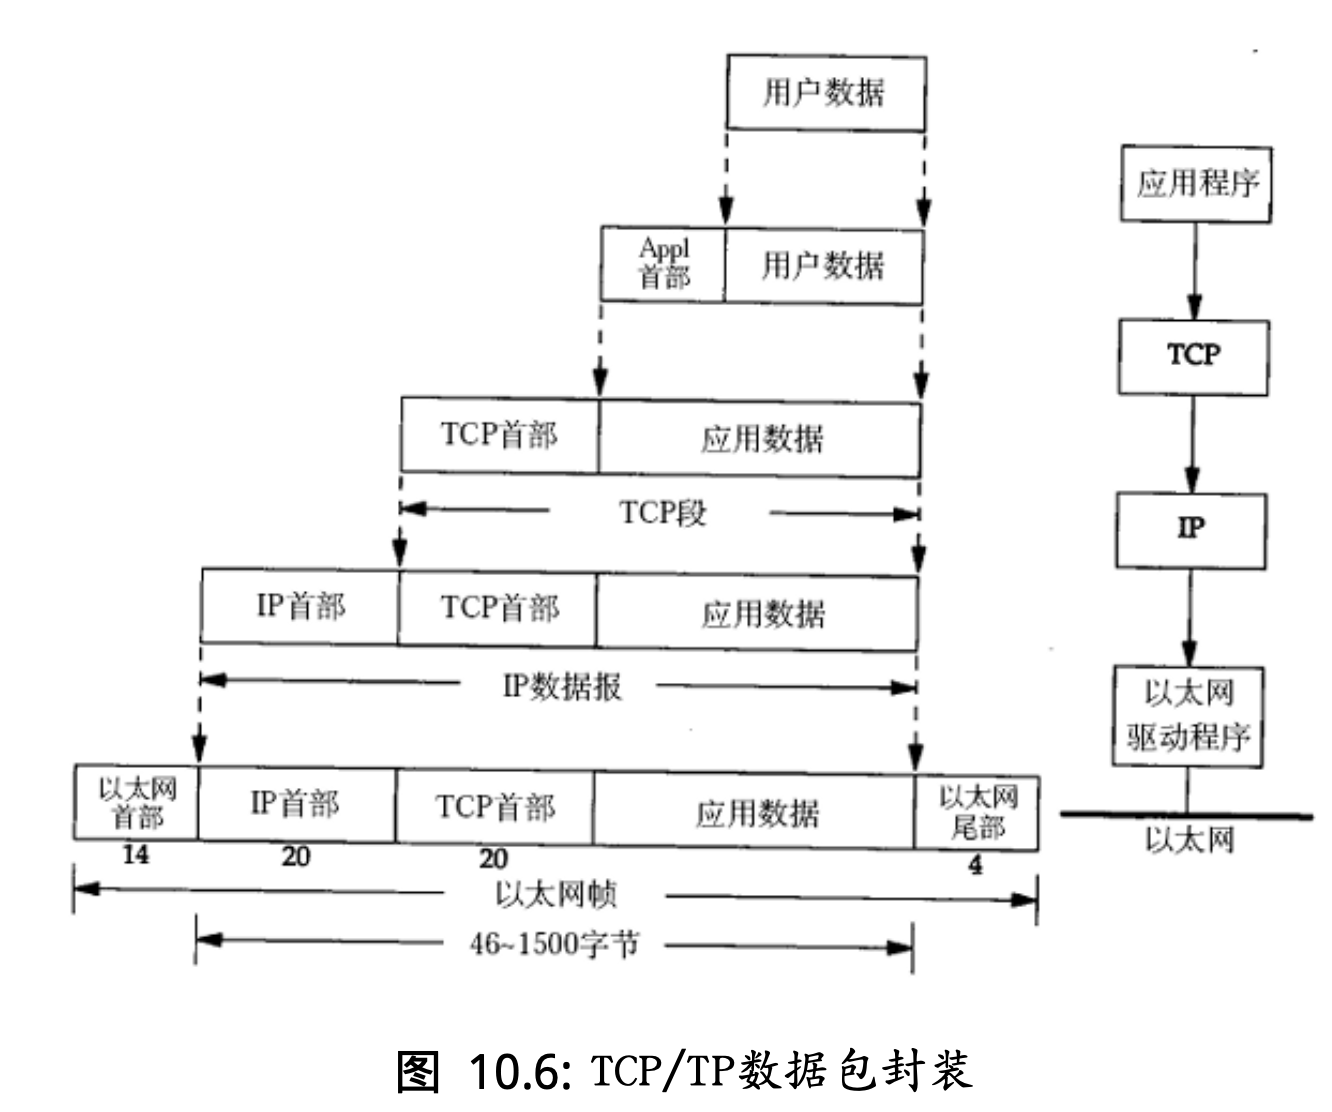 用户数据
应用程序
Appl
首部
用户数据
TCP
TCP首部
应用数据
TCP段
IP
IP首部
TCP首部
应用数据
IP数据报
以太网
驱动程序
以太网
首部
IP首部
TCP首部
应用数据
以太网
尾部
以太网
14
20
20
4
以太网帧
46~1500字节
图 10.6: TCP/TP数据包封装